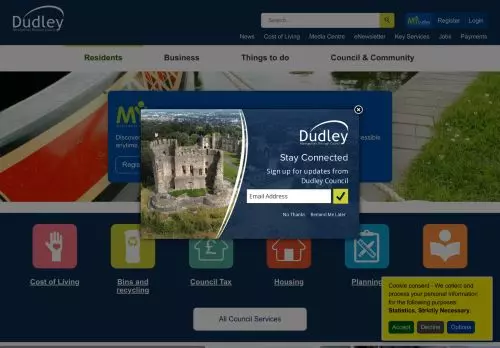 Dudley
Metropolitan Borough Council
Search...
Register
Login
News
Cost of Living
Media Centre
eNewsletter
Key Services
Jobs
Payments
Residents
Business
Things to do
Council & Community
Dudley
Stay Connected
Sign up for updates from
Dudley Council
Email Address
No Thanks
Remind Me Later
Cost of Living
Bins and
recycling
Council Tax
Housing
Planning
All Council Services
Cookie consent - We collect and
process your personal information
for the following purposes:
Statistics, Strictly Necessary.
Accept
Decline
Options